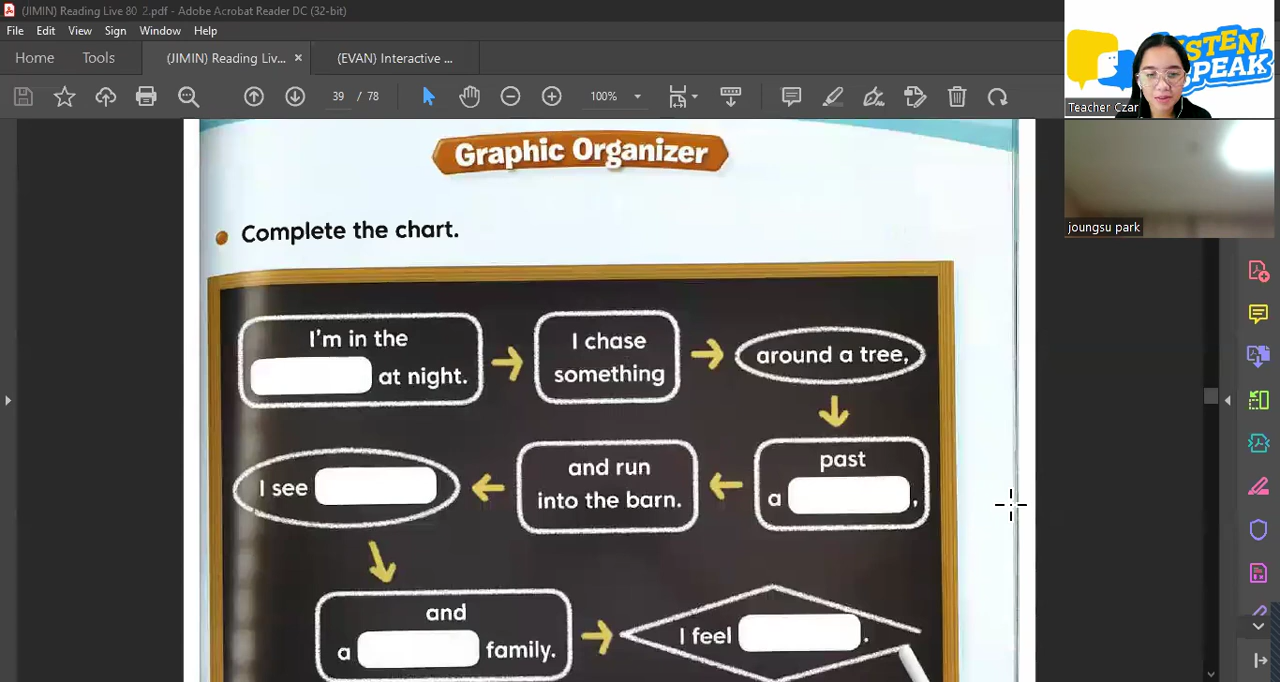 (JIMIN) Reading Live 80 2.pdf - Adobe Acrobat Reader DC (32-bit)
File Edit View Sign Window Help
Home Tools (JIMIN) Reading Liv... × (EVAN) Interactive ...
39 / 78 100%
LISTEN
SPEAK
Teacher Czar
joungsu park
Graphic Organizer
Complete the chart.
I'm in the
at night.
I chase
something
around a tree,
past
a ,
and run
into the barn.
I see
and
a family.
I feel .